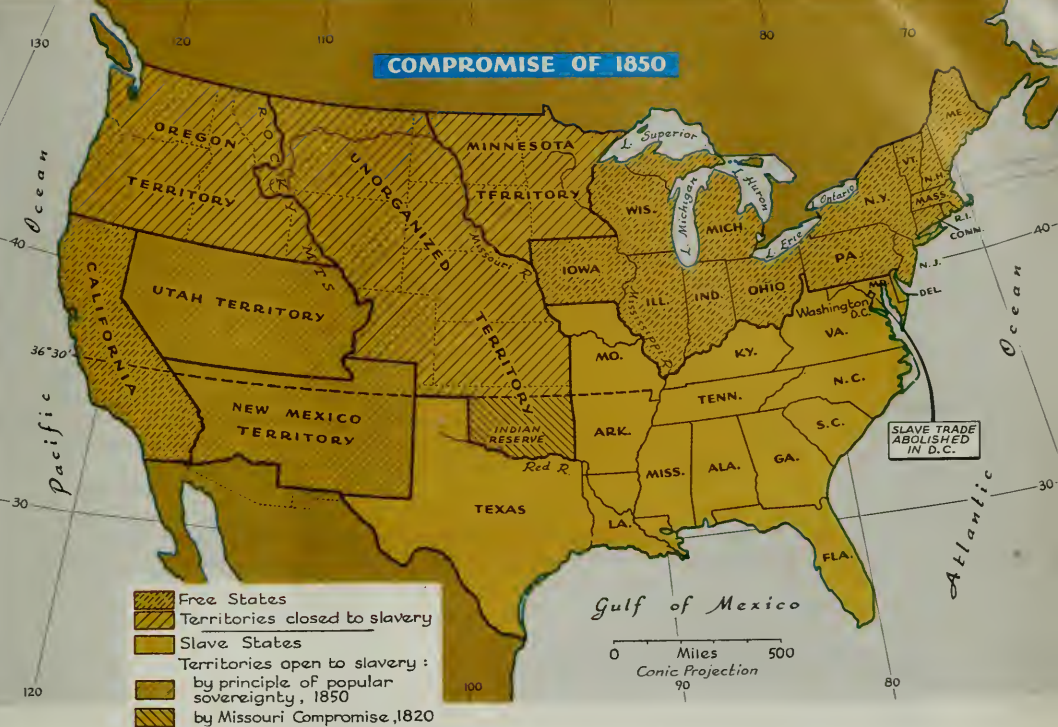 COMPROMISE OF 1850
130
120
110
80
70
Ocean
Pacific
40
30
120
36°30'
OREGON
TERRITORY
ROCK
MTS
UNORGANIZED
TERRITORY
MINNESOTA
TERRITORY
Missouri R.
L. Superior
L. Michigan
L. Huron
L. Erie
Ontario
WIS.
MICH
IOWA
ILL.
IND.
OHIO
PA
N.Y.
VT.
N.H.
ME.
MASS.
R.I.
CONN.
N.J.
DEL.
MD.
Washington
D.C.
VA.
CALIFORNIA
UTAH TERRITORY
NEW MEXICO
TERRITORY
INDIAN
RESERVE
Red R.
TEXAS
MO.
ARK.
LA.
KY.
TENN.
MISS.
ALA.
GA.
N.C.
S.C.
FLA.
SLAVE TRADE
ABOLISHED
IN D.C.
40
Ocean
30
Atlantic
Gulf of Mexico
0 Miles 500
Conic Projection
100
90
80
Free States
Territories closed to slavery
Slave States
Territories open to slavery :
by principle of popular
sovereignty, 1850
by Missouri Compromise, 1820